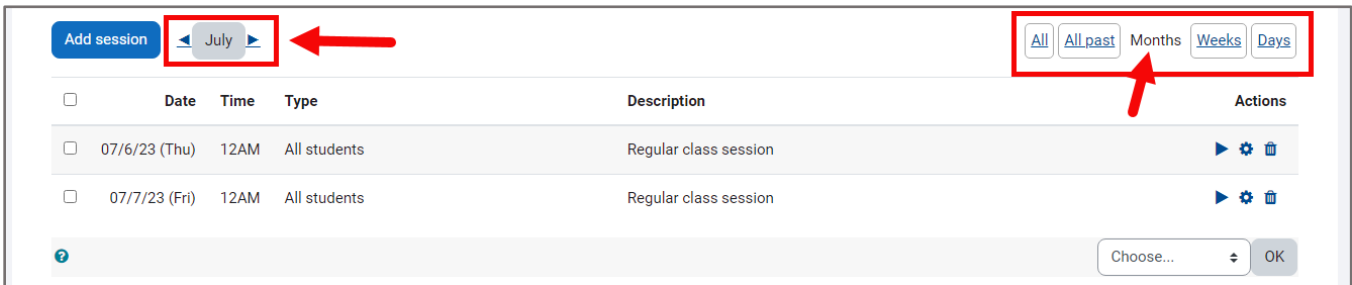 Add session ◄ July ► All All past Months Weeks Days
Date Time Type Description Actions
07/6/23 (Thu) 12AM All students Regular class session
07/7/23 (Fri) 12AM All students Regular class session
? Choose... OK